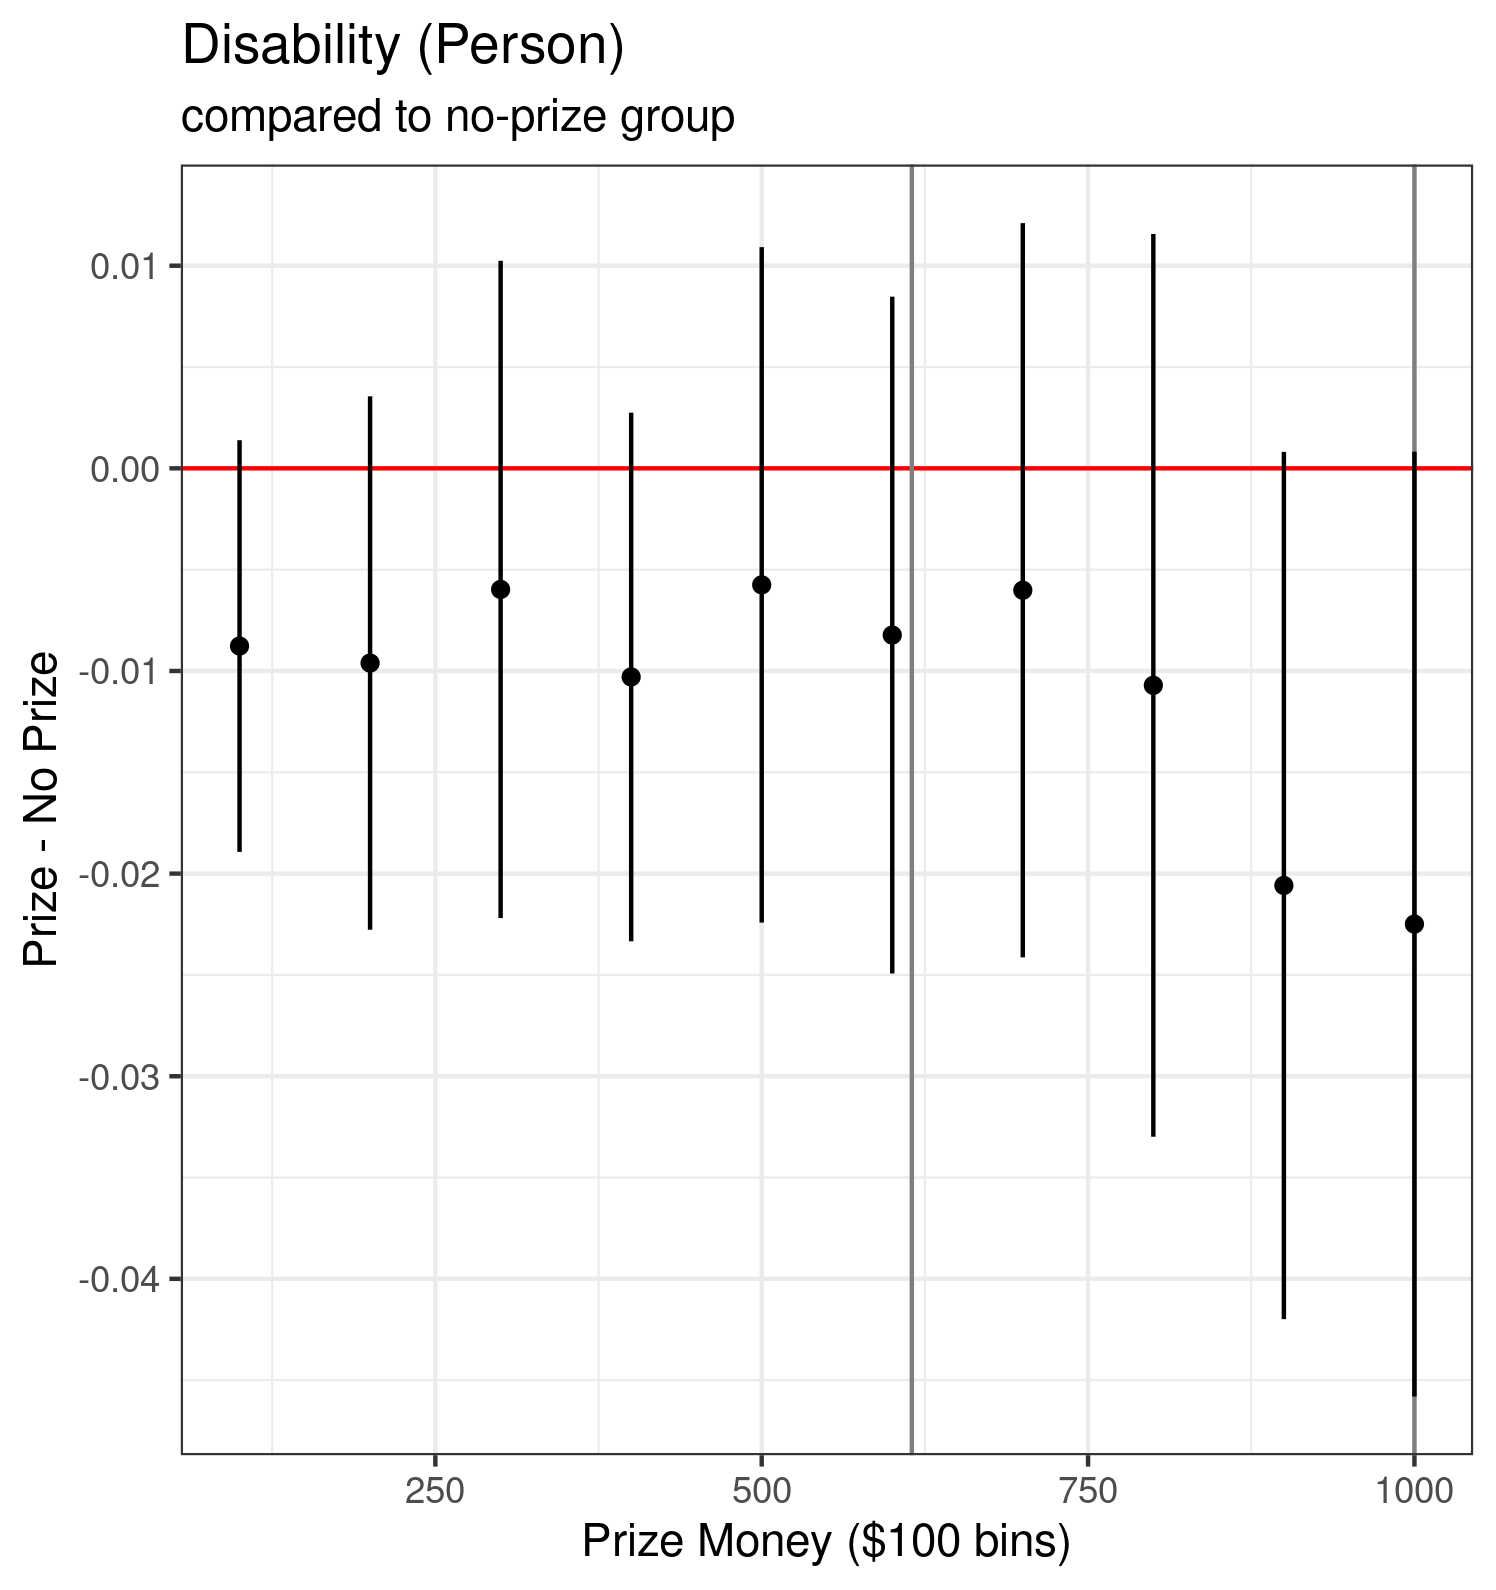 Disability (Person)
compared to no-prize group
Prize - No Prize
0.01
0.00
-0.01
-0.02
-0.03
-0.04
250 500 750 1000
Prize Money ($100 bins)